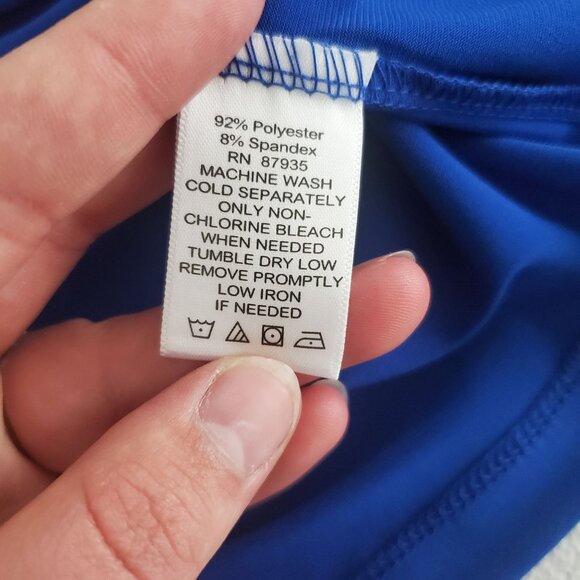 92% Polyester
8% Spandex
RN 87935
MACHINE WASH
COLD SEPARATELY
ONLY NON-
CHLORINE BLEACH
WHEN NEEDED
TUMBLE DRY LOW
REMOVE PROMPTLY
LOW IRON
IF NEEDED